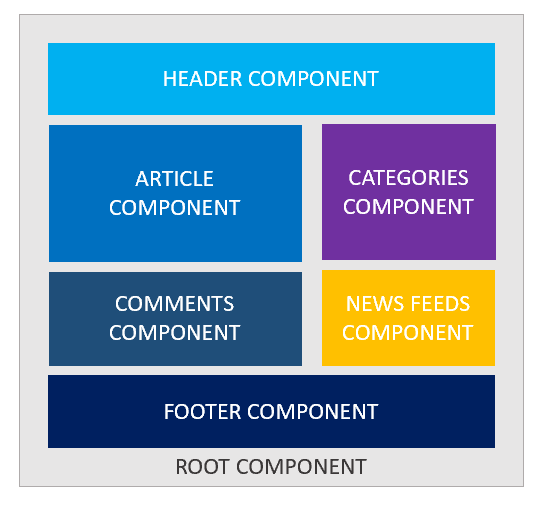 HEADER COMPONENT
ARTICLE
COMPONENT
CATEGORIES
COMPONENT
COMMENTS
COMPONENT
NEWS FEEDS
COMPONENT
FOOTER COMPONENT
ROOT COMPONENT